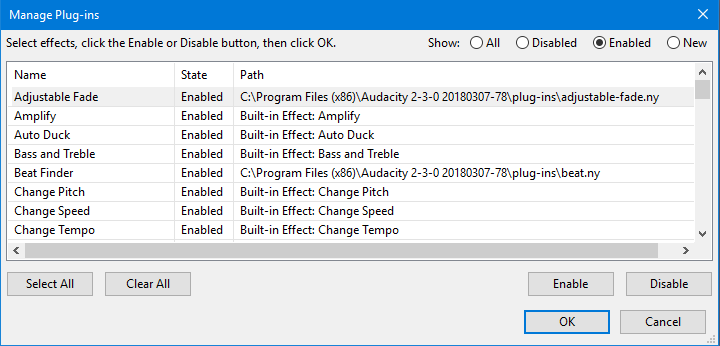 Manage Plug-ins
Select effects, click the Enable or Disable button, then click OK. Show: All Disabled Enabled New
Name State Path
Adjustable Fade Enabled C:\Program Files (x86)\Audacity 2-3-0 20180307-78\plug-ins\adjustable-fade.ny
Amplify Enabled Built-in Effect: Amplify
Auto Duck Enabled Built-in Effect: Auto Duck
Bass and Treble Enabled Built-in Effect: Bass and Treble
Beat Finder Enabled C:\Program Files (x86)\Audacity 2-3-0 20180307-78\plug-ins\beat.ny
Change Pitch Enabled Built-in Effect: Change Pitch
Change Speed Enabled Built-in Effect: Change Speed
Change Tempo Enabled Built-in Effect: Change Tempo
Select All Clear All Enable Disable
OK Cancel